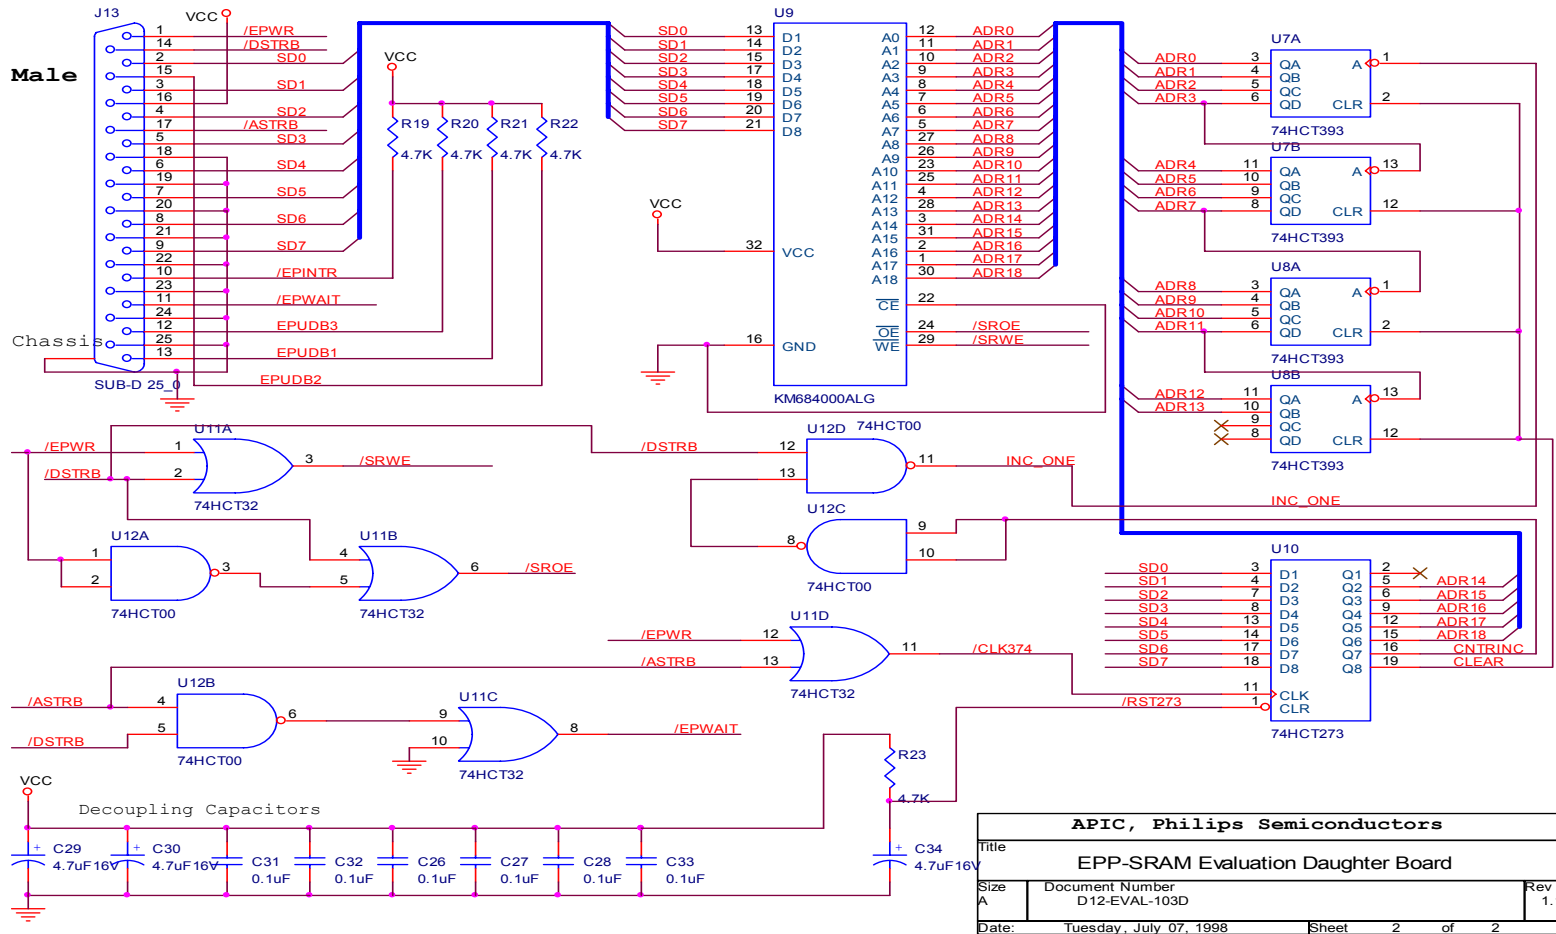 J13
Male
Chassis
SUB-D 25_0
VCC
1 /EPWR
14 /DSTRB
2 SD0
15
3 SD1
16
4 SD2
17 /ASTRB
5 SD3
18
6 SD4
19
7 SD5
20
8 SD6
21
9 SD7
22
10 /EPINTR
23
11 /EPWAIT
24
12 EPUDB3
25
13 EPUDB1
EPUDB2
VCC
R19 R20 R21 R22
4.7K 4.7K 4.7K 4.7K
U9
SD0 13 D1
SD1 14 D2
SD2 15 D3
SD3 17 D4
SD4 18 D5
SD5 19 D6
SD6 20 D7
SD7 21 D8
VCC
32 VCC
16 GND
A0 12 ADR0
A1 11 ADR1
A2 10 ADR2
A3 9 ADR3
A4 8 ADR4
A5 7 ADR5
A6 6 ADR6
A7 5 ADR7
A8 27 ADR8
A9 26 ADR9
A10 23 ADR10
A11 25 ADR11
A12 4 ADR12
A13 28 ADR13
A14 3 ADR14
A15 31 ADR15
A16 2 ADR16
A17 1 ADR17
A18 30 ADR18
CE 22
OE 24 /SROE
WE 29 /SRWE
KM684000ALG
U7A
ADR0 3 QA A 1
ADR1 4 QB
ADR2 5 QC
ADR3 6 QD CLR 2
74HCT393
U7B
ADR4 11 QA A 13
ADR5 10 QB
ADR6 9 QC
ADR7 8 QD CLR 12
74HCT393
U8A
ADR8 3 QA A 1
ADR9 4 QB
ADR10 5 QC
ADR11 6 QD CLR 2
74HCT393
U8B
ADR12 11 QA A 13
ADR13 10 QB
9 QC
8 QD CLR 12
74HCT393
U11A
/EPWR 1
/DSTRB 2
3 /SRWE
74HCT32
U12A
1
2
3
74HCT00
U11B
4
5
6 /SROE
74HCT32
U12D 74HCT00
/DSTRB 12
13
11 INC_ONE
INC_ONE
U12C
8
9
10
74HCT00
U11D
/EPWR 12
/ASTRB 13
11 /CLK374
74HCT32
/RST273
U10
SD0 3 D1 Q1 2
SD1 4 D2 Q2 5 ADR14
SD2 7 D3 Q3 6 ADR15
SD3 8 D4 Q4 9 ADR16
SD4 13 D5 Q5 12 ADR17
SD5 14 D6 Q6 15 ADR18
SD6 17 D7 Q7 16 CNTRINC
SD7 18 D8 Q8 19 CLEAR
11 CLK
1 CLR
74HCT273
U12B
/ASTRB 4
/DSTRB 5
6
74HCT00
U11C
9
10
8 /EPWAIT
74HCT32
R23
4.7K
VCC
Decoupling Capacitors
C29 C30 C31 C32 C26 C27 C28 C33 C34
4.7uF16V 4.7uF16V 0.1uF 0.1uF 0.1uF 0.1uF 0.1uF 0.1uF 4.7uF16V
APIC, Philips Semiconductors
Title
EPP-SRAM Evaluation Daughter Board
Size Document Number Rev
A D12-EVAL-103D 1.
Date: Tuesday, July 07, 1998 Sheet 2 of 2